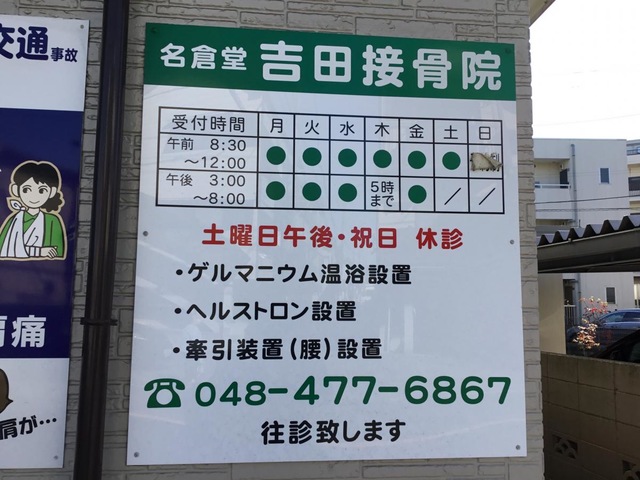 交通事故
肩が…
名倉堂 吉田接骨院
受付時間 月 火 水 木 金 土 日
午前 8:30 ● ● ● ● ● ●
～12:00
午後 3:00 ● ● ● 5時 ● ／ ／
～8:00 まで
土曜日午後・祝日 休診
・ゲルマニウム温浴設置
・ヘルストロン設置
・牽引装置（腰）設置
☎048-477-6867
往診致します